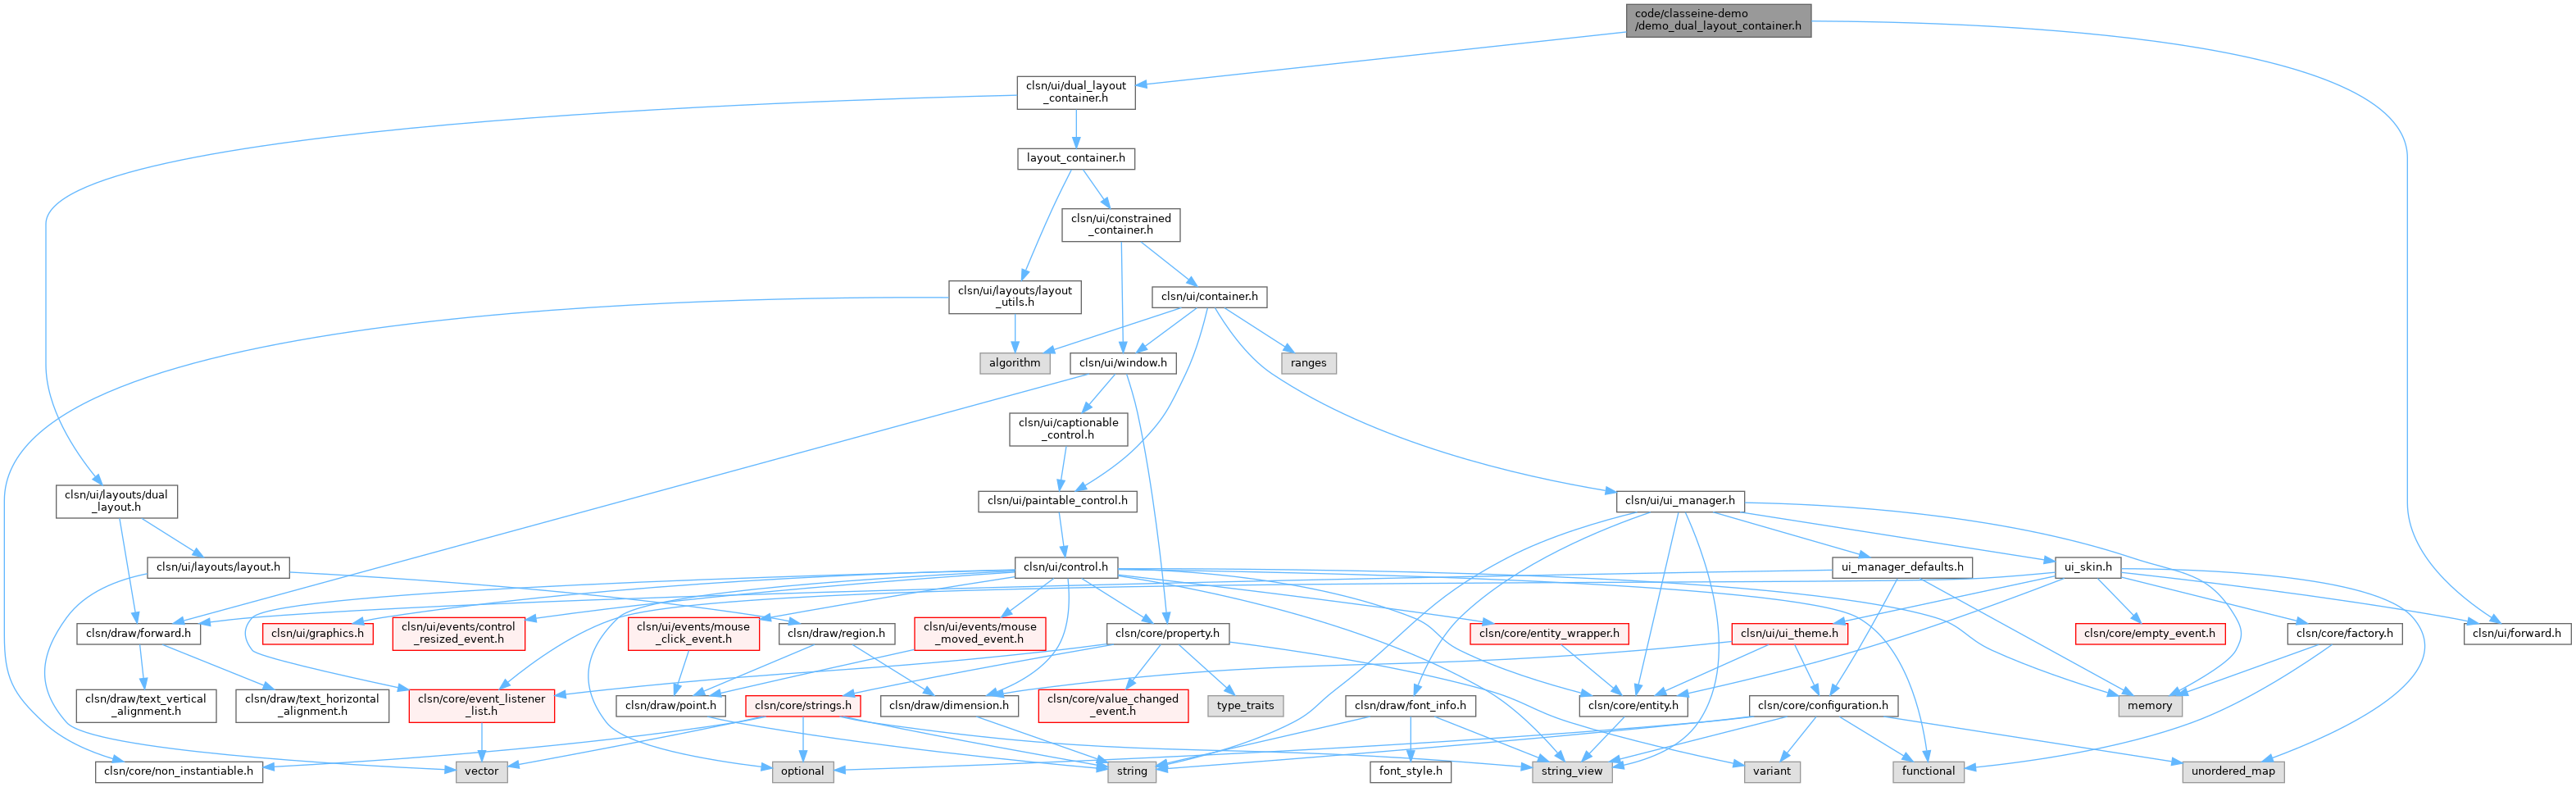 code/classeine-demo
/demo_dual_layout_container.h
clsn/ui/dual_layout
_container.h
layout_container.h
clsn/ui/constrained
_container.h
clsn/ui/layouts/layout
_utils.h
clsn/ui/container.h
algorithm
clsn/ui/window.h
ranges
clsn/ui/captionable
_control.h
clsn/ui/layouts/dual
_layout.h
clsn/ui/paintable_control.h
clsn/ui/ui_manager.h
clsn/ui/layouts/layout.h
clsn/ui/control.h
ui_manager_defaults.h
ui_skin.h
clsn/draw/forward.h
clsn/ui/graphics.h
clsn/ui/events/control
_resized_event.h
clsn/ui/events/mouse
_click_event.h
clsn/draw/region.h
clsn/ui/events/mouse
_moved_event.h
clsn/core/property.h
clsn/core/entity_wrapper.h
clsn/ui/ui_theme.h
clsn/core/empty_event.h
clsn/core/factory.h
clsn/ui/forward.h
clsn/draw/text_vertical
_alignment.h
clsn/draw/text_horizontal
_alignment.h
clsn/core/event_listener
_list.h
clsn/draw/point.h
clsn/core/strings.h
clsn/draw/dimension.h
clsn/core/value_changed
_event.h
type_traits
clsn/draw/font_info.h
clsn/core/entity.h
clsn/core/configuration.h
memory
clsn/core/non_instantiable.h
vector
optional
string
font_style.h
string_view
variant
functional
unordered_map